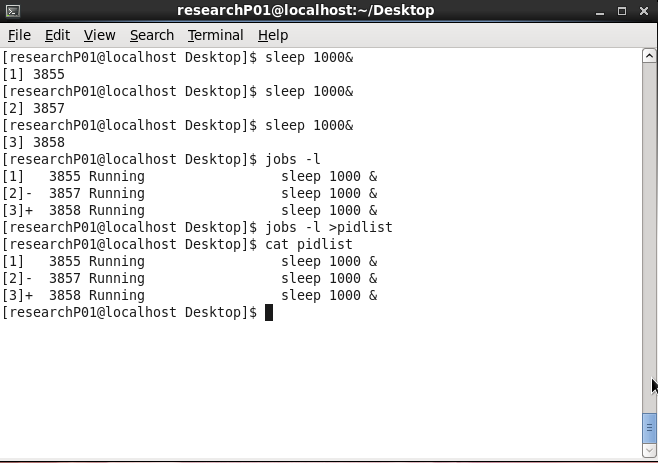 researchP01@localhost:~/Desktop
File Edit View Search Terminal Help
[researchP01@localhost Desktop]$ sleep 1000&
[1] 3855
[researchP01@localhost Desktop]$ sleep 1000&
[2] 3857
[researchP01@localhost Desktop]$ sleep 1000&
[3] 3858
[researchP01@localhost Desktop]$ jobs -l
[1]   3855 Running                 sleep 1000 &
[2]-  3857 Running                 sleep 1000 &
[3]+  3858 Running                 sleep 1000 &
[researchP01@localhost Desktop]$ jobs -l >pidlist
[researchP01@localhost Desktop]$ cat pidlist
[1]   3855 Running                 sleep 1000 &
[2]-  3857 Running                 sleep 1000 &
[3]+  3858 Running                 sleep 1000 &
[researchP01@localhost Desktop]$